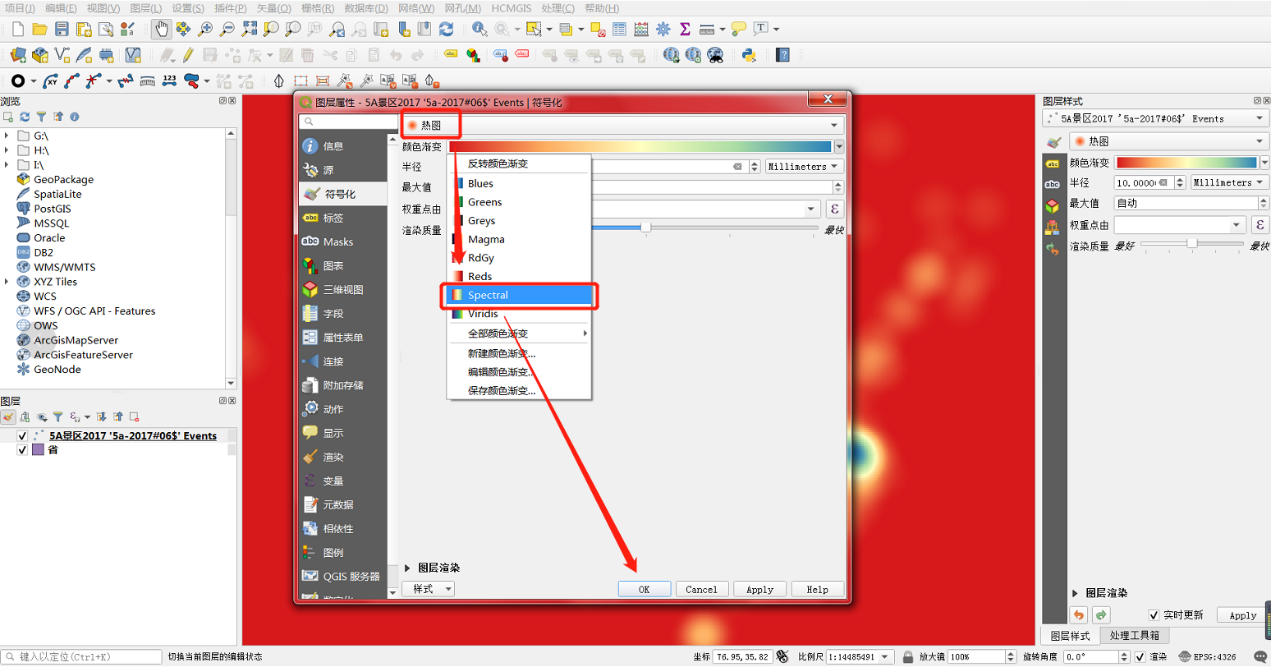 项目(J) 编辑(E) 视图(V) 图层(L) 设置(S) 插件(P) 矢量(O) 栅格(R) 数据库(D) 网络(W) 网孔(M) HCMGIS 处理(C) 帮助(H)
浏览
G:\
H:\
I:\
GeoPackage
SpatiaLite
PostGIS
MSSQL
Oracle
DB2
WMS/WMTS
XYZ Tiles
WCS
WFS / OGC API - Features
OWS
ArcGisMapServer
ArcGisFeatureServer
GeoNode
图层
5A景区2017 '5a-2017#06$' Events
省
图层属性 - 5A景区2017 '5a-2017#06$' Events | 符号化
信息
源
符号化
标签
Masks
图表
三维视图
字段
属性表单
连接
附加存储
动作
显示
渲染
变量
元数据
相依性
图例
QGIS 服务器
热图
颜色渐变
半径
Millimeters
最大值
权重点由
渲染质量
最快
反转颜色渐变
Blues
Greens
Greys
Magma
RdGy
Reds
Spectral
Viridis
全部颜色渐变
新建颜色渐变...
编辑颜色渐变...
保存颜色渐变...
图层渲染
样式
OK
Cancel
Apply
Help
图层样式
5A景区2017 '5a-2017#06$' Events
热图
颜色渐变
半径 10.0000 Millimeters
最大值 自动
权重点由
渲染质量 最好 最快
图层渲染
实时更新 Apply
图层样式 处理工具箱
键入以定位(Ctrl+K) 切换当前图层的编辑状态 坐标 76.95,35.82 比例尺 1:14485491 放大镜 100% 旋转角度 0.0° 渲染 EPSG:4326